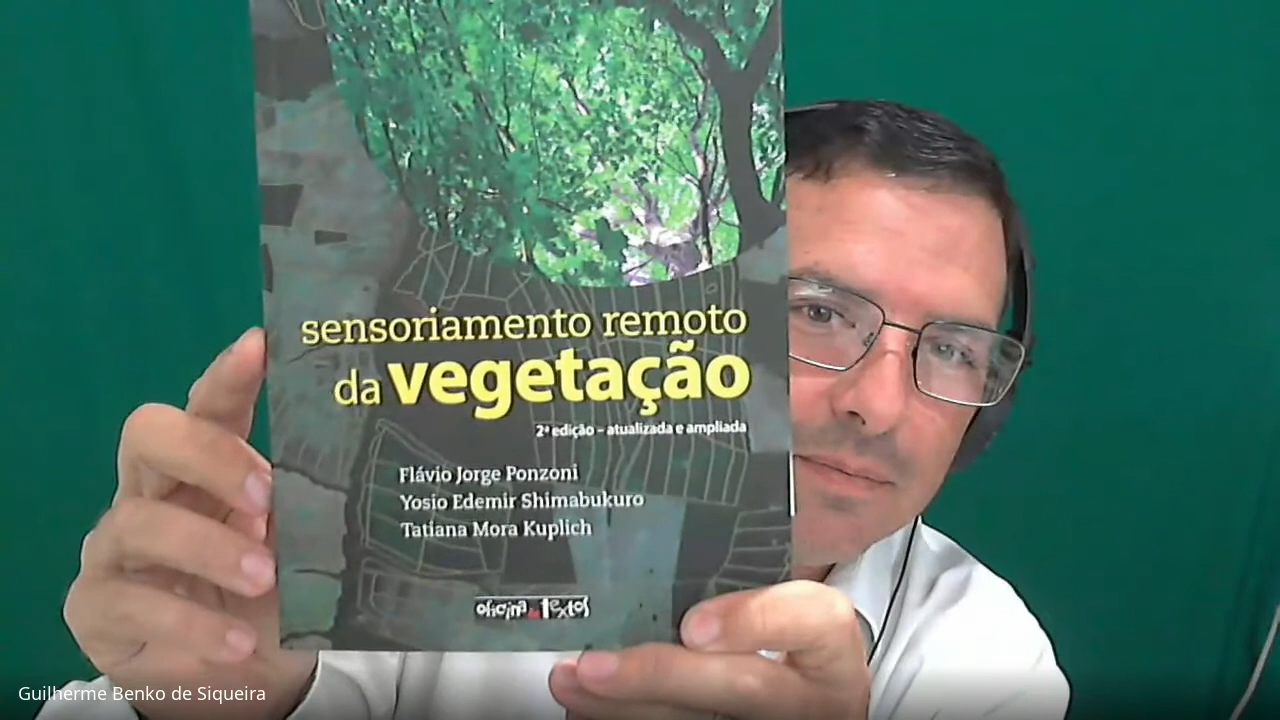 sensoriamento remoto
da vegetação
2ª edição – atualizada e ampliada
Flávio Jorge Ponzoni
Yosio Edemir Shimabukuro
Tatiana Mora Kuplich
oficina de textos
Guilherme Benko de Siqueira